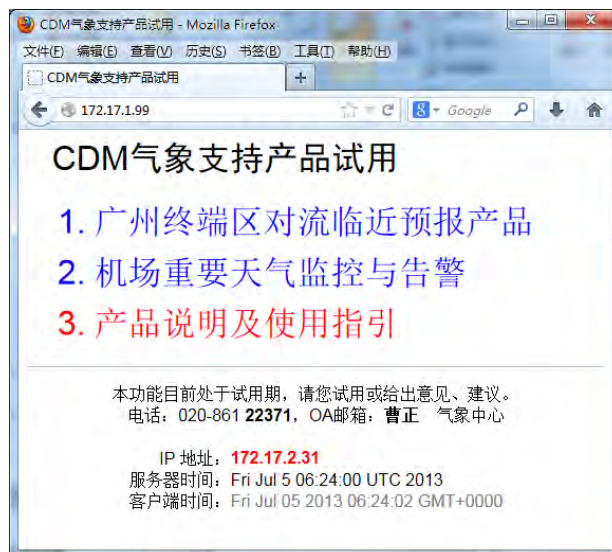 CDM气象支持产品试用 - Mozilla Firefox
文件(F) 编辑(E) 查看(V) 历史(S) 书签(B) 工具(T) 帮助(H)
CDM气象支持产品试用 +
172.17.1.99 Google
CDM气象支持产品试用
1. 广州终端区对流临近预报产品
2. 机场重要天气监控与告警
3. 产品说明及使用指引
本功能目前处于试用期，请您试用或给出意见、建议。
电话：020-861 22371，OA邮箱：曹正 气象中心
IP 地址：172.17.2.31
服务器时间：Fri Jul 5 06:24:00 UTC 2013
客户端时间：Fri Jul 05 2013 06:24:02 GMT+0000